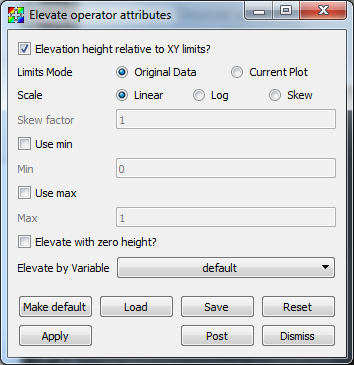 Elevate operator attributes
Elevation height relative to XY limits?
Limits Mode Original Data Current Plot
Scale Linear Log Skew
Skew factor 1
Use min
Min 0
Use max
Max 1
Elevate with zero height?
Elevate by Variable default
Make default Load Save Reset
Apply Post Dismiss